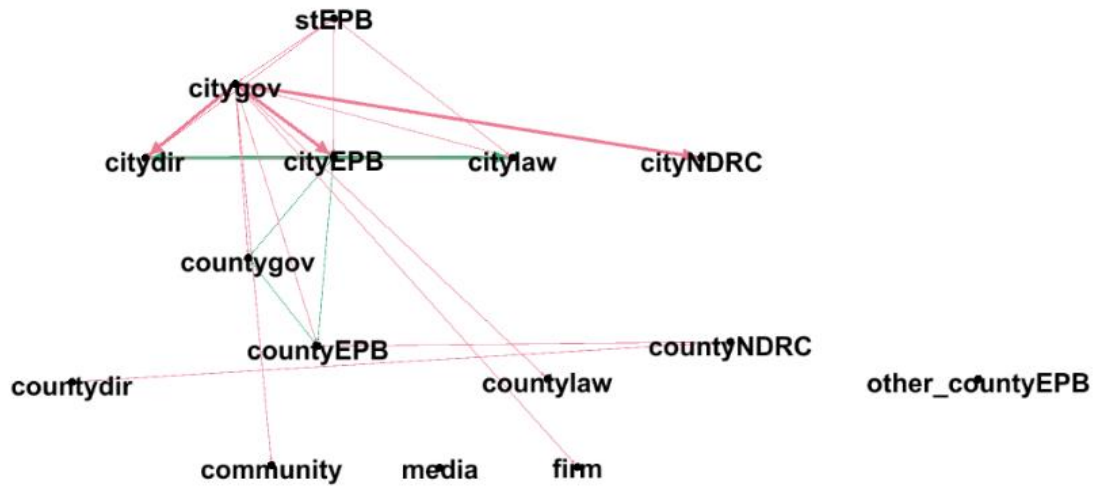 stEPB
citygov
citydir cityEPB citylaw cityNDRC
countygov
countyEPB countyNDRC
countydir countylaw other_countyEPB
community media firm